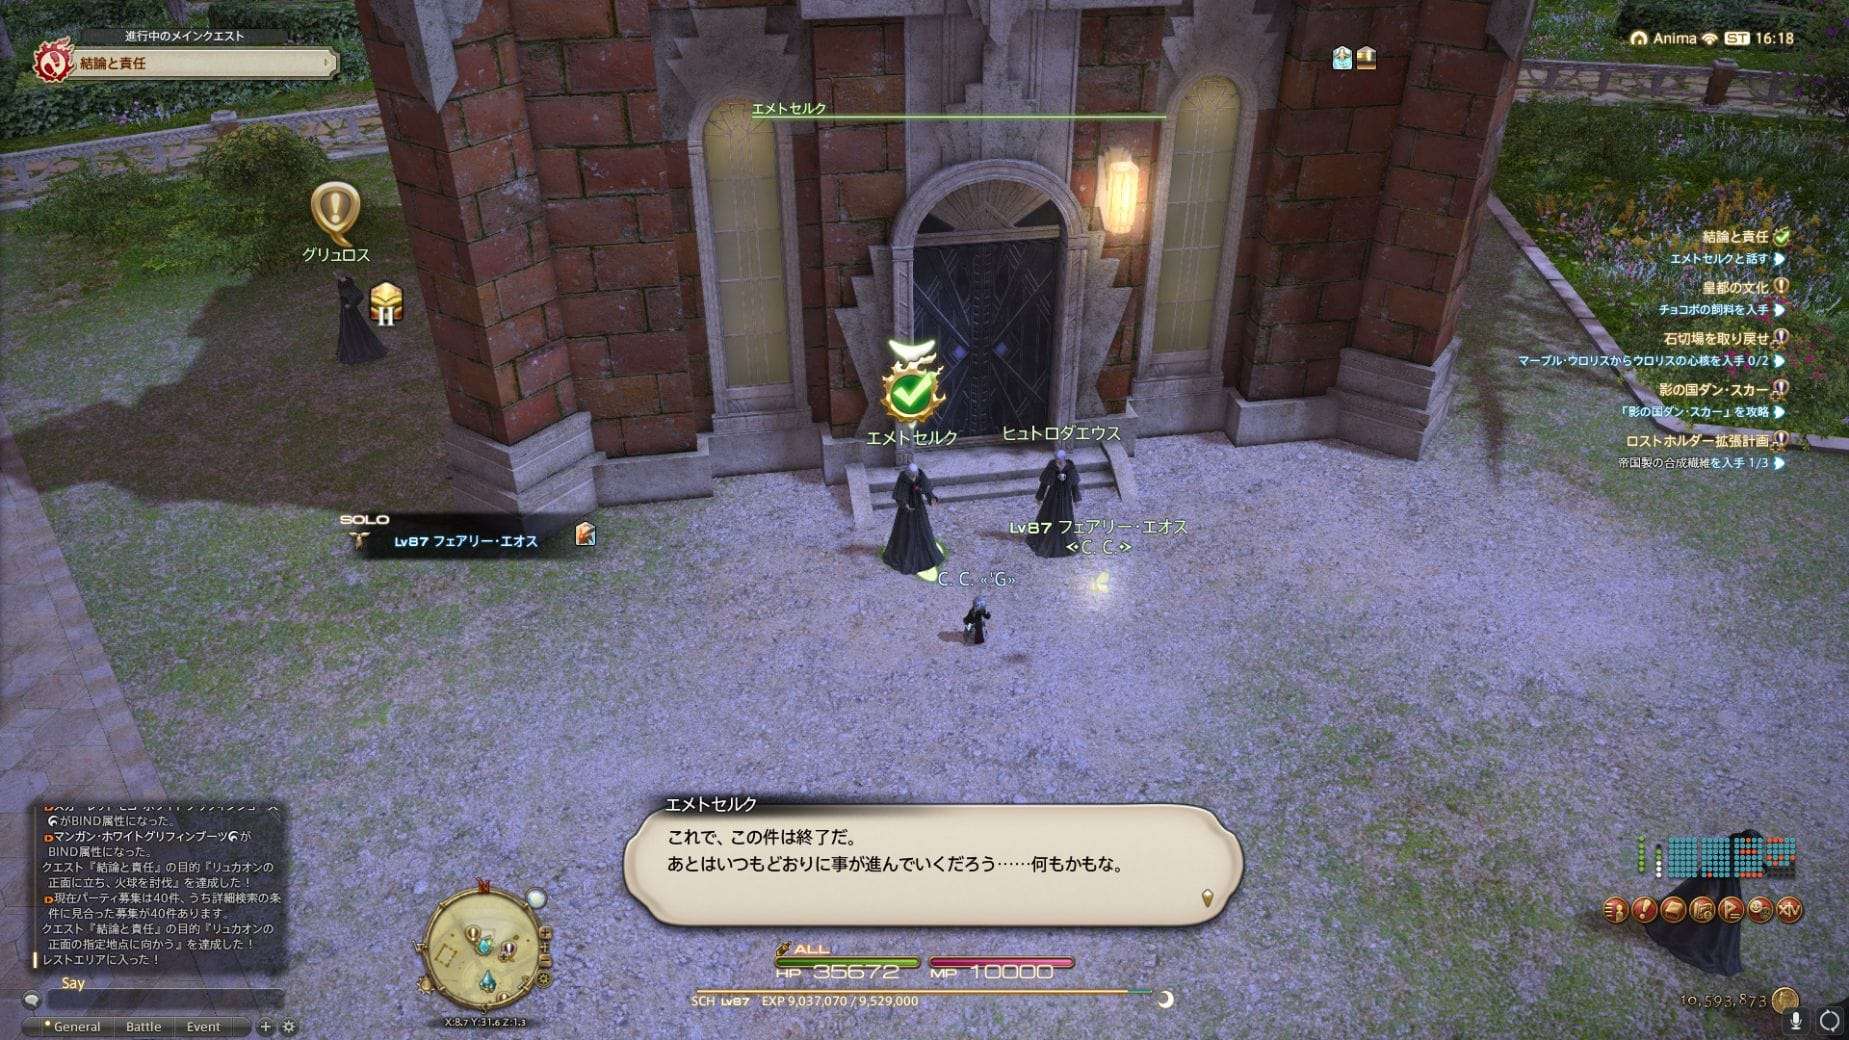 進行中のメインクエスト
結論と責任
Anima ST 16:18
エメトセルク
グリュロス
II
結論と責任
エメトセルクと話す
皇都の文化
チョコボの飼料を入手
石切場を取り戻せ
マーブル・ウロリスからウロリスの心核を入手 0/2
影の国ダン・スカー
「影の国ダン・スカー」を攻略
ロストホルダー拡張計画
帝国製の合成繊維を入手 1/3
エメトセルク
ヒュトロダエウス
SOLO
Lv87 フェアリー・エオス
Lv87 フェアリー・エオス
C. C.
C. C. «'G»
エメトセルク
これで、この件は終了だ。
あとはいつもどおりに事が進んでいくだろう……何もかもな。
がBIND属性になった。
マンガン・ホワイトグリフィンブーツが
BIND属性になった。
クエスト『結論と責任』の目的『リュカオンの
正面に立ち、火球を討伐』を達成した！
現在パーティ募集は40件、うち詳細検索の条
件に見合った募集が40件あります。
クエスト『結論と責任』の目的『リュカオンの
正面の指定地点に向かう』を達成した！
レストエリアに入った！
Say
General Battle Event
N
X:8.7 Y:31.6 Z:1.3
ALL
HP 35672 MP 10000
SCH Lv87 EXP 9,037,070 / 9,529,000
XIV
10,593,873